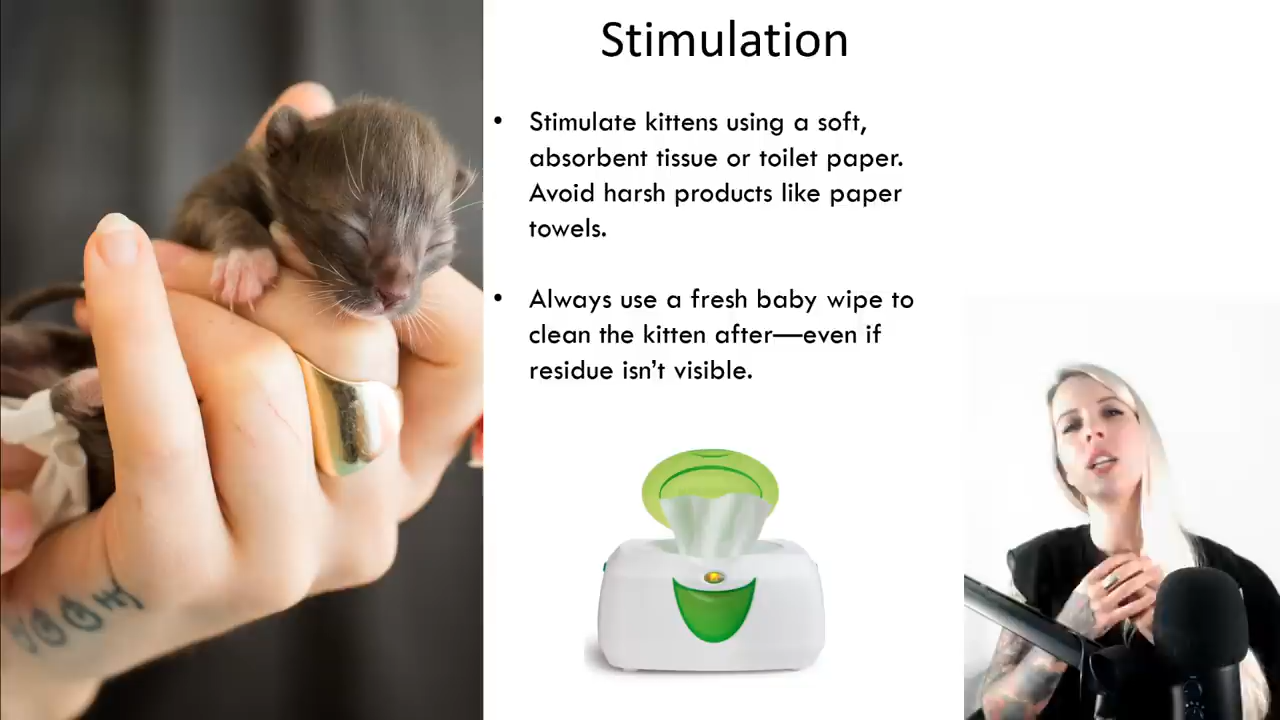 Stimulation
• Stimulate kittens using a soft,
absorbent tissue or toilet paper.
Avoid harsh products like paper
towels.
• Always use a fresh baby wipe to
clean the kitten after—even if
residue isn’t visible.